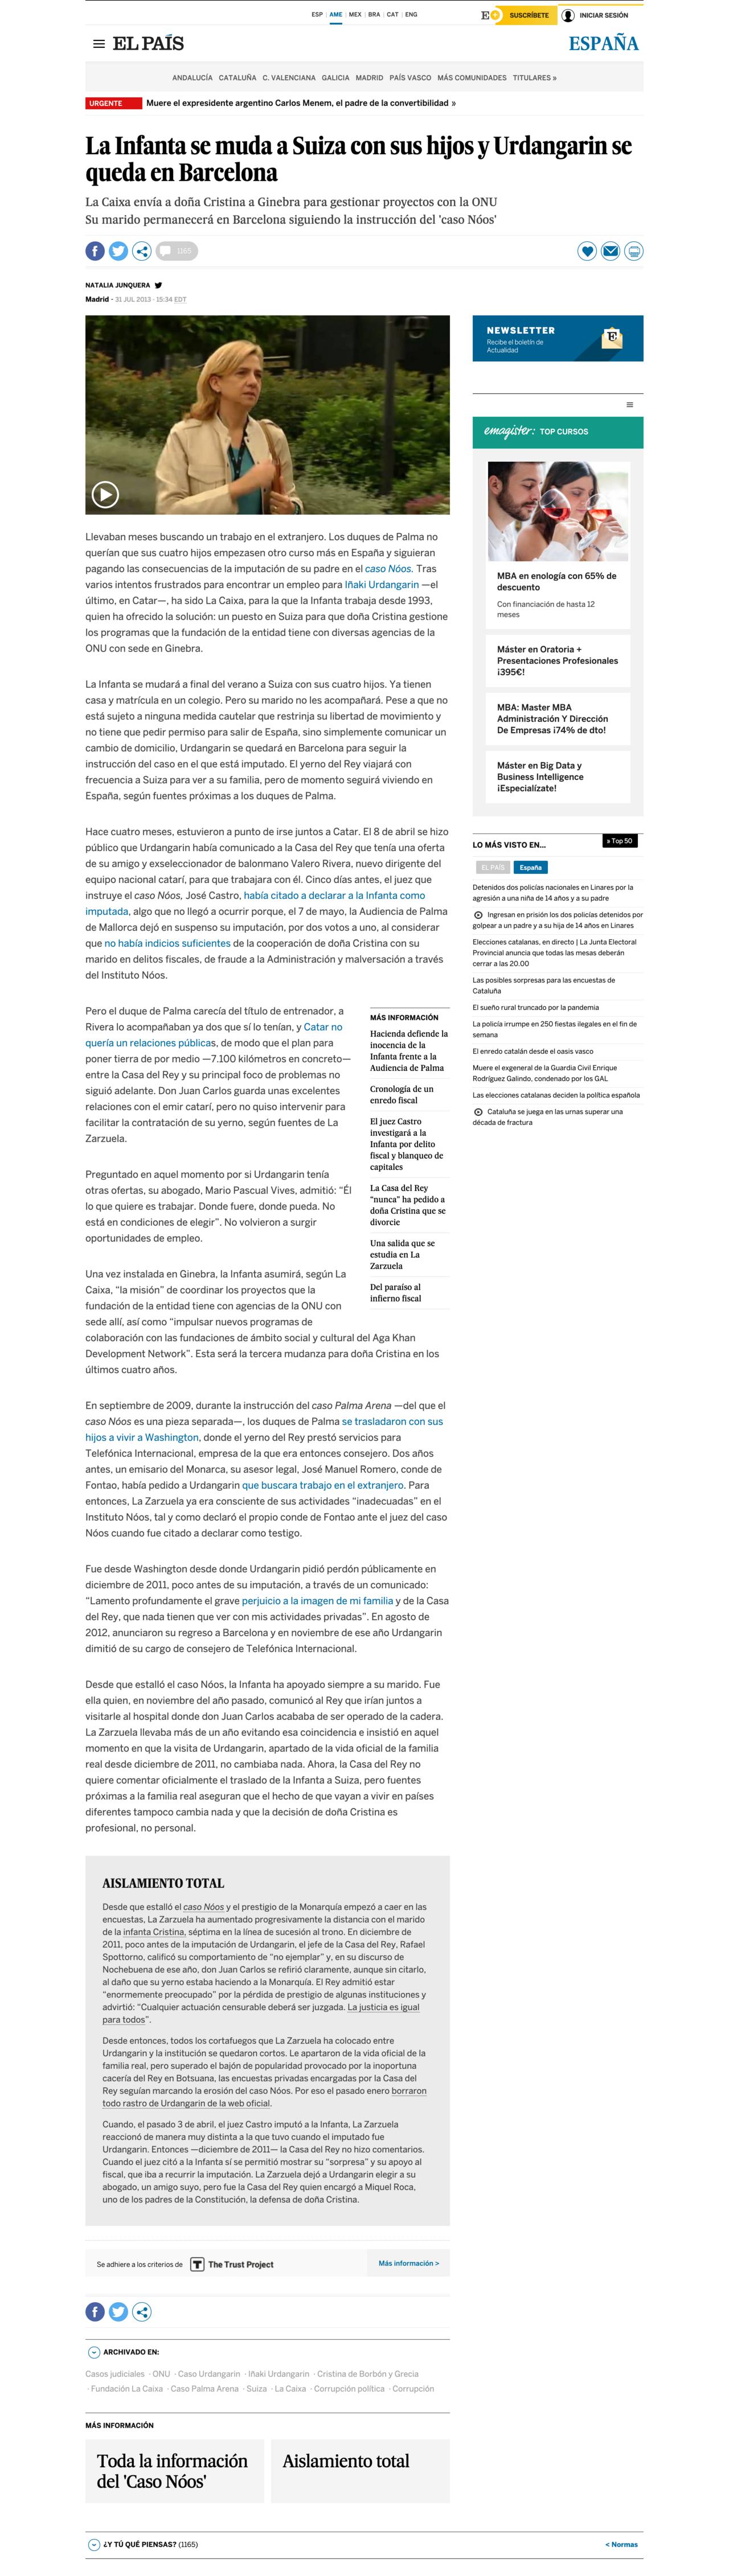 ESP AME MEX BRA CAT ENG
SUSCRÍBETE
INICIAR SESIÓN
EL PAÍS
ESPAÑA
ANDALUCÍA CATALUÑA C. VALENCIANA GALICIA MADRID PAÍS VASCO MÁS COMUNIDADES TITULARES »
URGENTE
Muere el expresidente argentino Carlos Menem, el padre de la convertibilidad »
La Infanta se muda a Suiza con sus hijos y Urdangarin se
queda en Barcelona
La Caixa envía a doña Cristina a Ginebra para gestionar proyectos con la ONU
Su marido permanecerá en Barcelona siguiendo la instrucción del 'caso Nóos'
1165
NATALIA JUNQUERA
Madrid - 31 JUL 2013 - 15:34 EDT
Llevaban meses buscando un trabajo en el extranjero. Los duques de Palma no
querían que sus cuatro hijos empezasen otro curso más en España y siguieran
pagando las consecuencias de la imputación de su padre en el caso Nóos. Tras
varios intentos frustrados para encontrar un empleo para Iñaki Urdangarin —el
último, en Catar—, ha sido La Caixa, para la que la Infanta trabaja desde 1993,
quien ha ofrecido la solución: un puesto en Suiza para que doña Cristina gestione
los programas que la fundación de la entidad tiene con diversas agencias de la
ONU con sede en Ginebra.
La Infanta se mudará a final del verano a Suiza con sus cuatro hijos. Ya tienen
casa y matrícula en un colegio. Pero su marido no les acompañará. Pese a que no
está sujeto a ninguna medida cautelar que restrinja su libertad de movimiento y
no tiene que pedir permiso para salir de España, sino simplemente comunicar un
cambio de domicilio, Urdangarin se quedará en Barcelona para seguir la
instrucción del caso en el que está imputado. El yerno del Rey viajará con
frecuencia a Suiza para ver a su familia, pero de momento seguirá viviendo en
España, según fuentes próximas a los duques de Palma.
Hace cuatro meses, estuvieron a punto de irse juntos a Catar. El 8 de abril se hizo
público que Urdangarin había comunicado a la Casa del Rey que tenía una oferta
de su amigo y exseleccionador de balonmano Valero Rivera, nuevo dirigente del
equipo nacional catarí, para que trabajara con él. Cinco días antes, el juez que
instruye el caso Nóos, José Castro, había citado a declarar a la Infanta como
imputada, algo que no llegó a ocurrir porque, el 7 de mayo, la Audiencia de Palma
de Mallorca dejó en suspenso su imputación, por dos votos a uno, al considerar
que no había indicios suficientes de la cooperación de doña Cristina con su
marido en delitos fiscales, de fraude a la Administración y malversación a través
del Instituto Nóos.
Pero el duque de Palma carecía del título de entrenador, a
Rivera lo acompañaban ya dos que sí lo tenían, y Catar no
quería un relaciones públicas, de modo que el plan para
poner tierra de por medio —7.100 kilómetros en concreto—
entre la Casa del Rey y su principal foco de problemas no
siguió adelante. Don Juan Carlos guarda unas excelentes
relaciones con el emir catarí, pero no quiso intervenir para
facilitar la contratación de su yerno, según fuentes de La
Zarzuela.
Preguntado en aquel momento por si Urdangarin tenía
otras ofertas, su abogado, Mario Pascual Vives, admitió: “Él
lo que quiere es trabajar. Donde fuere, donde pueda. No
está en condiciones de elegir”. No volvieron a surgir
oportunidades de empleo.
Una vez instalada en Ginebra, la Infanta asumirá, según La
Caixa, “la misión” de coordinar los proyectos que la
fundación de la entidad tiene con agencias de la ONU con
sede allí, así como “impulsar nuevos programas de
colaboración con las fundaciones de ámbito social y cultural del Aga Khan
Development Network”. Esta será la tercera mudanza para doña Cristina en los
últimos cuatro años.
MÁS INFORMACIÓN
Hacienda defiende la
inocencia de la
Infanta frente a la
Audiencia de Palma
Cronología de un
enredo fiscal
El juez Castro
investigará a la
Infanta por delito
fiscal y blanqueo de
capitales
La Casa del Rey
“nunca” ha pedido a
doña Cristina que se
divorcie
Una salida que se
estudia en La
Zarzuela
Del paraíso al
infierno fiscal
En septiembre de 2009, durante la instrucción del caso Palma Arena —del que el
caso Nóos es una pieza separada—, los duques de Palma se trasladaron con sus
hijos a vivir a Washington, donde el yerno del Rey prestó servicios para
Telefónica Internacional, empresa de la que era entonces consejero. Dos años
antes, un emisario del Monarca, su asesor legal, José Manuel Romero, conde de
Fontao, había pedido a Urdangarin que buscara trabajo en el extranjero. Para
entonces, La Zarzuela ya era consciente de sus actividades “inadecuadas” en el
Instituto Nóos, tal y como declaró el propio conde de Fontao ante el juez del caso
Nóos cuando fue citado a declarar como testigo.
Fue desde Washington desde donde Urdangarin pidió perdón públicamente en
diciembre de 2011, poco antes de su imputación, a través de un comunicado:
“Lamento profundamente el grave perjuicio a la imagen de mi familia y de la Casa
del Rey, que nada tienen que ver con mis actividades privadas”. En agosto de
2012, anunciaron su regreso a Barcelona y en noviembre de ese año Urdangarin
dimitió de su cargo de consejero de Telefónica Internacional.
Desde que estalló el caso Nóos, la Infanta ha apoyado siempre a su marido. Fue
ella quien, en noviembre del año pasado, comunicó al Rey que irían juntos a
visitarle al hospital donde don Juan Carlos acababa de ser operado de la cadera.
La Zarzuela llevaba más de un año evitando esa coincidencia e insistió en aquel
momento en que la visita de Urdangarin, apartado de la vida oficial de la familia
real desde diciembre de 2011, no cambiaba nada. Ahora, la Casa del Rey no
quiere comentar oficialmente el traslado de la Infanta a Suiza, pero fuentes
próximas a la familia real aseguran que el hecho de que vayan a vivir en países
diferentes tampoco cambia nada y que la decisión de doña Cristina es
profesional, no personal.
AISLAMIENTO TOTAL
Desde que estalló el caso Nóos y el prestigio de la Monarquía empezó a caer en las
encuestas, La Zarzuela ha aumentado progresivamente la distancia con el marido
de la infanta Cristina, séptima en la línea de sucesión al trono. En diciembre de
2011, poco antes de la imputación de Urdangarin, el jefe de la Casa del Rey, Rafael
Spottorno, calificó su comportamiento de “no ejemplar” y, en su discurso de
Nochebuena de ese año, don Juan Carlos se refirió claramente, aunque sin citarlo,
al daño que su yerno estaba haciendo a la Monarquía. El Rey admitió estar
“enormemente preocupado” por la pérdida de prestigio de algunas instituciones y
advirtió: “Cualquier actuación censurable deberá ser juzgada. La justicia es igual
para todos”.
Desde entonces, todos los cortafuegos que La Zarzuela ha colocado entre
Urdangarin y la institución se quedaron cortos. Le apartaron de la vida oficial de la
familia real, pero superado el bajón de popularidad provocado por la inoportuna
cacería del Rey en Botsuana, las encuestas privadas encargadas por la Casa del
Rey seguían marcando la erosión del caso Nóos. Por eso el pasado enero borraron
todo rastro de Urdangarin de la web oficial.
Cuando, el pasado 3 de abril, el juez Castro imputó a la Infanta, La Zarzuela
reaccionó de manera muy distinta a la que tuvo cuando el imputado fue
Urdangarin. Entonces —diciembre de 2011— la Casa del Rey no hizo comentarios.
Cuando el juez citó a la Infanta sí se permitió mostrar su “sorpresa” y su apoyo al
fiscal, que iba a recurrir la imputación. La Zarzuela dejó a Urdangarin elegir a su
abogado, un amigo suyo, pero fue la Casa del Rey quien encargó a Miquel Roca,
uno de los padres de la Constitución, la defensa de doña Cristina.
Se adhiere a los criterios de T The Trust Project
Más información >
ARCHIVADO EN:
Casos judiciales · ONU · Caso Urdangarin · Iñaki Urdangarin · Cristina de Borbón y Grecia
· Fundación La Caixa · Caso Palma Arena · Suiza · La Caixa · Corrupción política · Corrupción
MÁS INFORMACIÓN
Toda la información
del 'Caso Nóos'
Aislamiento total
¿Y TÚ QUÉ PIENSAS? (1165)
< Normas
NEWSLETTER
Recibe el boletín de
Actualidad
E
emagister: TOP CURSOS
MBA en enología con 65% de
descuento
Con financiación de hasta 12
meses
Máster en Oratoria +
Presentaciones Profesionales
¡395€!
MBA: Master MBA
Administración Y Dirección
De Empresas ¡74% de dto!
Máster en Big Data y
Business Intelligence
¡Especialízate!
LO MÁS VISTO EN...
» Top 50
EL PAÍS
España
Detenidos dos policías nacionales en Linares por la
agresión a una niña de 14 años y a su padre
Ingresan en prisión los dos policías detenidos por
golpear a un padre y a su hija de 14 años en Linares
Elecciones catalanas, en directo | La Junta Electoral
Provincial anuncia que todas las mesas deberán
cerrar a las 20.00
Las posibles sorpresas para las encuestas de
Cataluña
El sueño rural truncado por la pandemia
La policía irrumpe en 250 fiestas ilegales en el fin de
semana
El enredo catalán desde el oasis vasco
Muere el exgeneral de la Guardia Civil Enrique
Rodríguez Galindo, condenado por los GAL
Las elecciones catalanas deciden la política española
Cataluña se juega en las urnas superar una
década de fractura